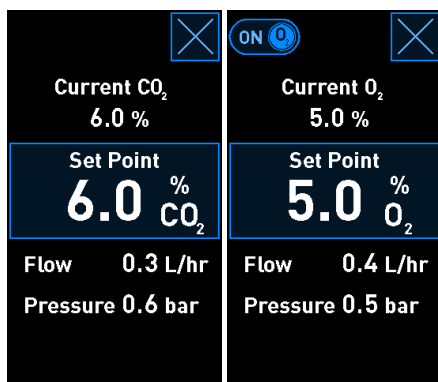 Current CO₂
6.0 %
Set Point
6.0 % CO₂
Flow 0.3 L/hr
Pressure 0.6 bar
ON O₂
Current O₂
5.0 %
Set Point
5.0 % O₂
Flow 0.4 L/hr
Pressure 0.5 bar